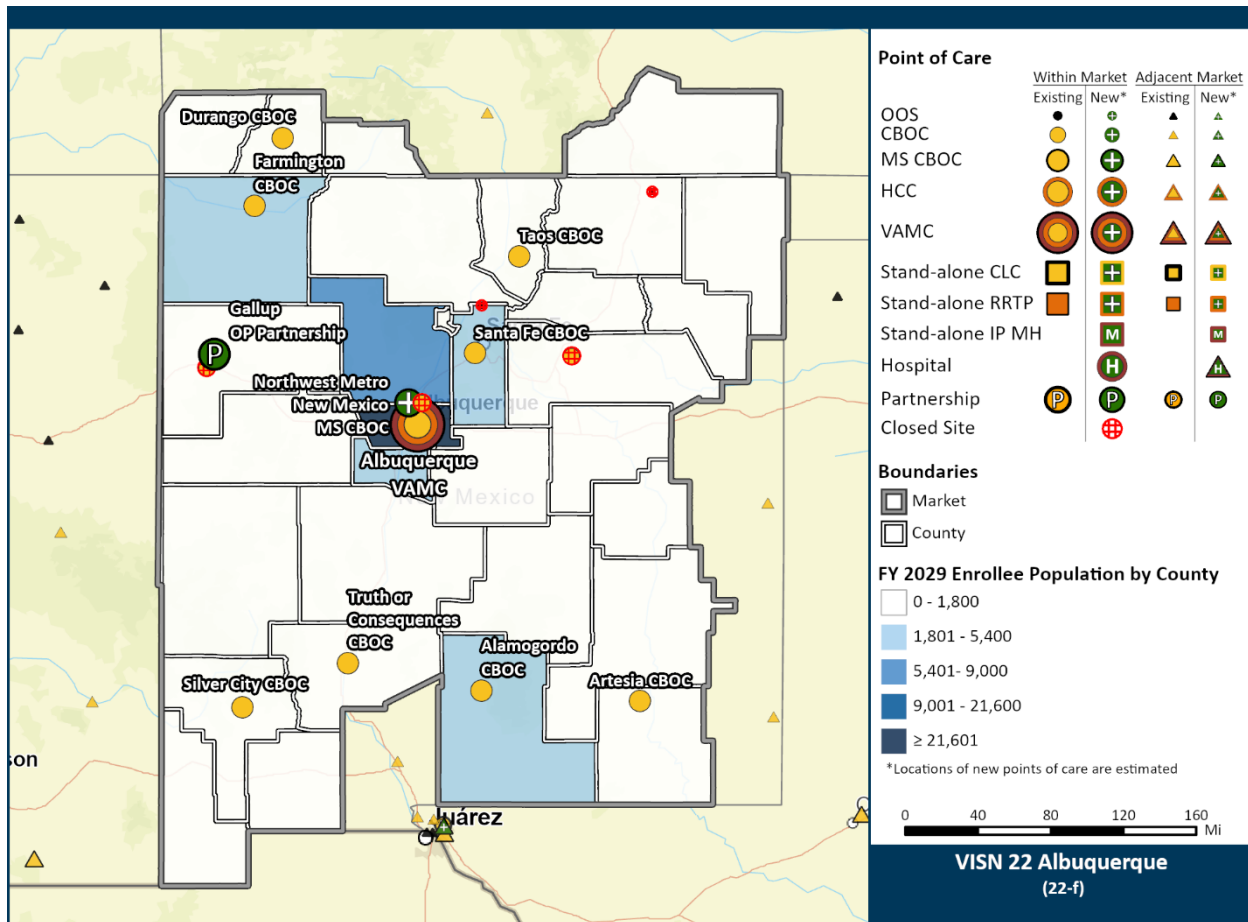 Durango CBOC
Farmington
CBOC
Taos CBOC
Gallup
OP Partnership
P
Santa Fe CBOC
Northwest Metro
New Mexico
MS CBOC
Albuquerque
Albuquerque
VAMC
New Mexico
Truth or
Consequences
CBOC
Alamogordo
CBOC
Silver City CBOC
Artesia CBOC
son
Juárez
Point of Care
Within Market Adjacent Market
Existing New* Existing New*
OOS
CBOC
MS CBOC
HCC
VAMC
Stand-alone CLC
Stand-alone RRTP
Stand-alone IP MH M M
Hospital H H
Partnership P P P P
Closed Site
Boundaries
Market
County
FY 2029 Enrollee Population by County
0 - 1,800
1,801 - 5,400
5,401- 9,000
9,001 - 21,600
≥ 21,601
*Locations of new points of care are estimated
0 40 80 120 160
Mi
VISN 22 Albuquerque
(22-f)